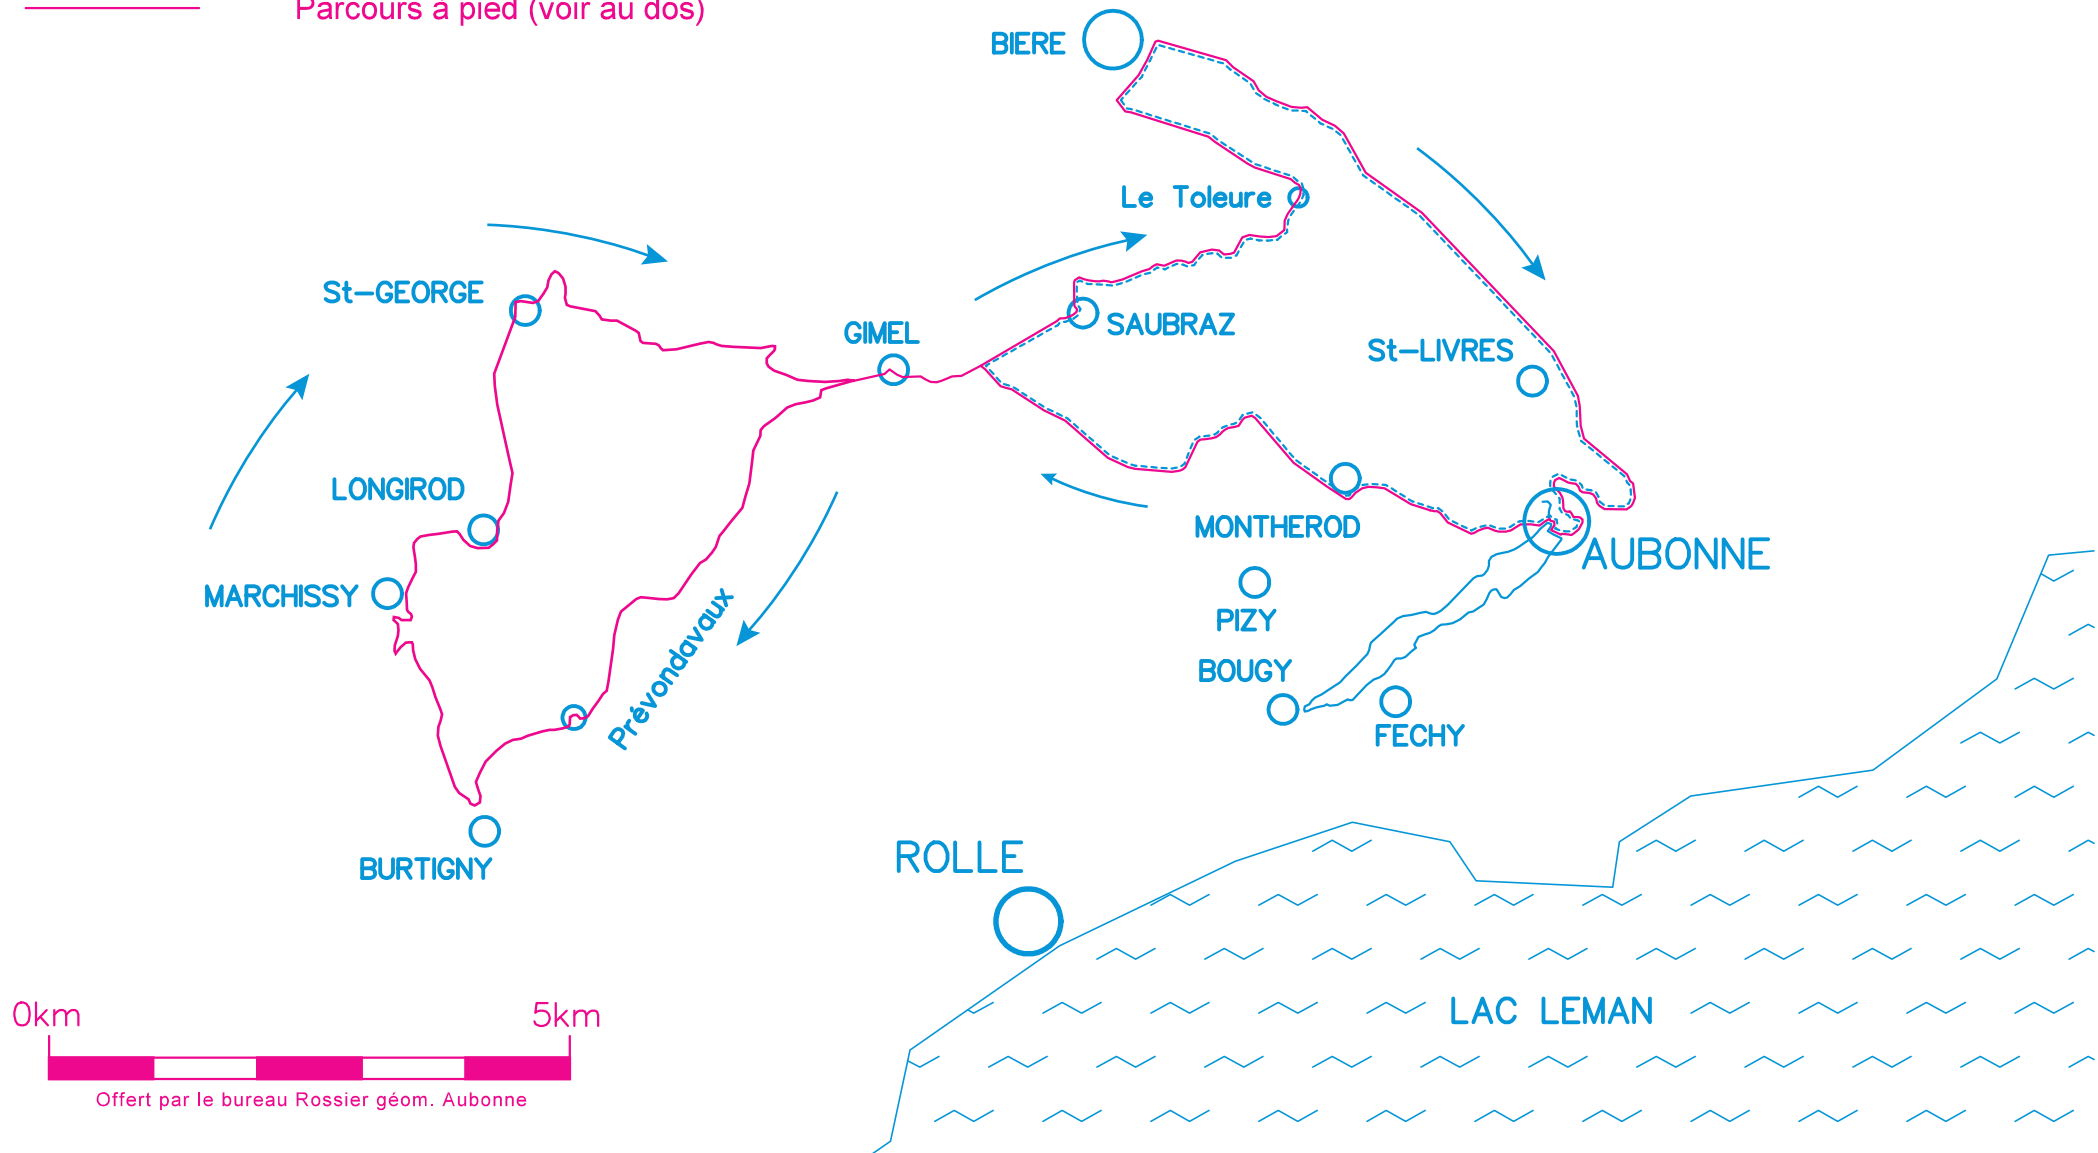 Parcours à pied (voir au dos)
BIERE
Le Toleure
St-GEORGE
GIMEL
SAUBRAZ
St-LIVRES
LONGIROD
MONTHEROD
AUBONNE
MARCHISSY
PIZY
Prévondavaux
BOUGY
FECHY
BURTIGNY
ROLLE
LAC LEMAN
0km 5km
Offert par le bureau Rossier géom. Aubonne